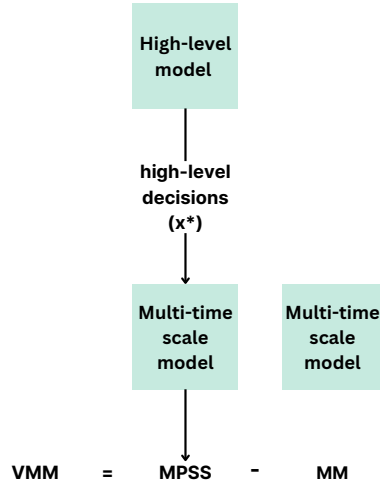 High-level
model
high-level
decisions
(x*)
Multi-time
scale
model
Multi-time
scale
model
VMM = MPSS - MM